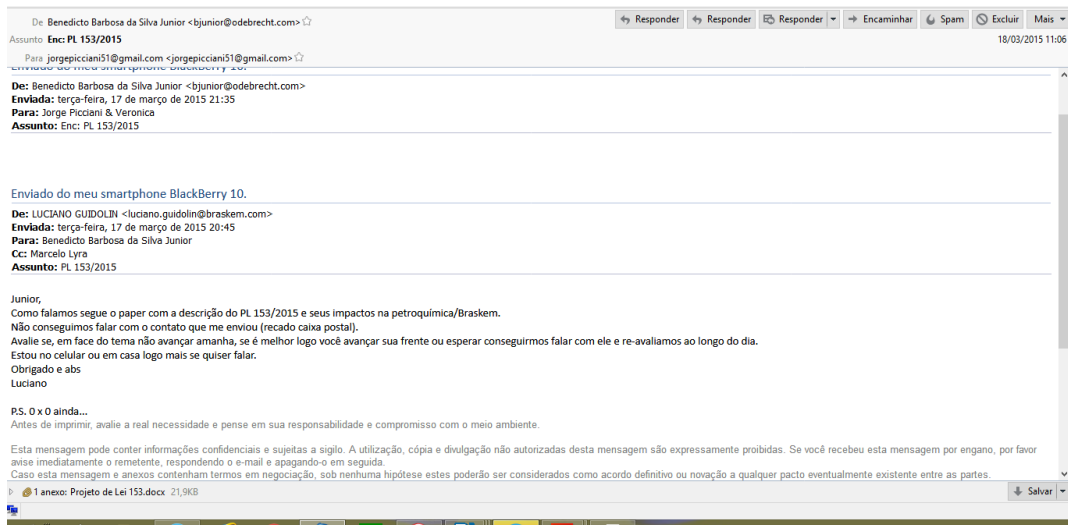 De Benedicto Barbosa da Silva Junior <bjunior@odebrecht.com>
Responder Responder Responder Encaminhar Spam Excluir Mais
Assunto Enc: PL 153/2015
18/03/2015 11:06
Para jorgepicciani51@gmail.com <jorgepicciani51@gmail.com>
Enviado do meu smartphone BlackBerry 10.
De: Benedicto Barbosa da Silva Junior <bjunior@odebrecht.com>
Enviada: terça-feira, 17 de março de 2015 21:35
Para: Jorge Picciani & Veronica
Assunto: Enc: PL 153/2015
Enviado do meu smartphone BlackBerry 10.
De: LUCIANO GUIDOLIN <luciano.guidolin@braskem.com>
Enviada: terça-feira, 17 de março de 2015 20:45
Para: Benedicto Barbosa da Silva Junior
Cc: Marcelo Lyra
Assunto: PL 153/2015
Junior,
Como falamos segue o paper com a descrição do PL 153/2015 e seus impactos na petroquímica/Braskem.
Não conseguimos falar com o contato que me enviou (recado caixa postal).
Avalie se, em face do tema não avançar amanha, se é melhor logo você avançar sua frente ou esperar conseguirmos falar com ele e re-avaliamos ao longo do dia.
Estou no celular ou em casa logo mais se quiser falar.
Obrigado e abs
Luciano
P.S. 0 x 0 ainda...
Antes de imprimir, avalie a real necessidade e pense em sua responsabilidade e compromisso com o meio ambiente.
Esta mensagem pode conter informações confidenciais e sujeitas a sigilo. A utilização, cópia e divulgação não autorizadas desta mensagem são expressamente proibidas. Se você recebeu esta mensagem por engano, por favor
avise imediatamente o remetente, respondendo o e-mail e apagando-o em seguida.
Caso esta mensagem e anexos contenham termos em negociação, sob nenhuma hipótese estes poderão ser considerados como acordo definitivo ou novação a qualquer pacto eventualmente existente entre as partes.
1 anexo: Projeto de Lei 153.docx 21,9KB
Salvar